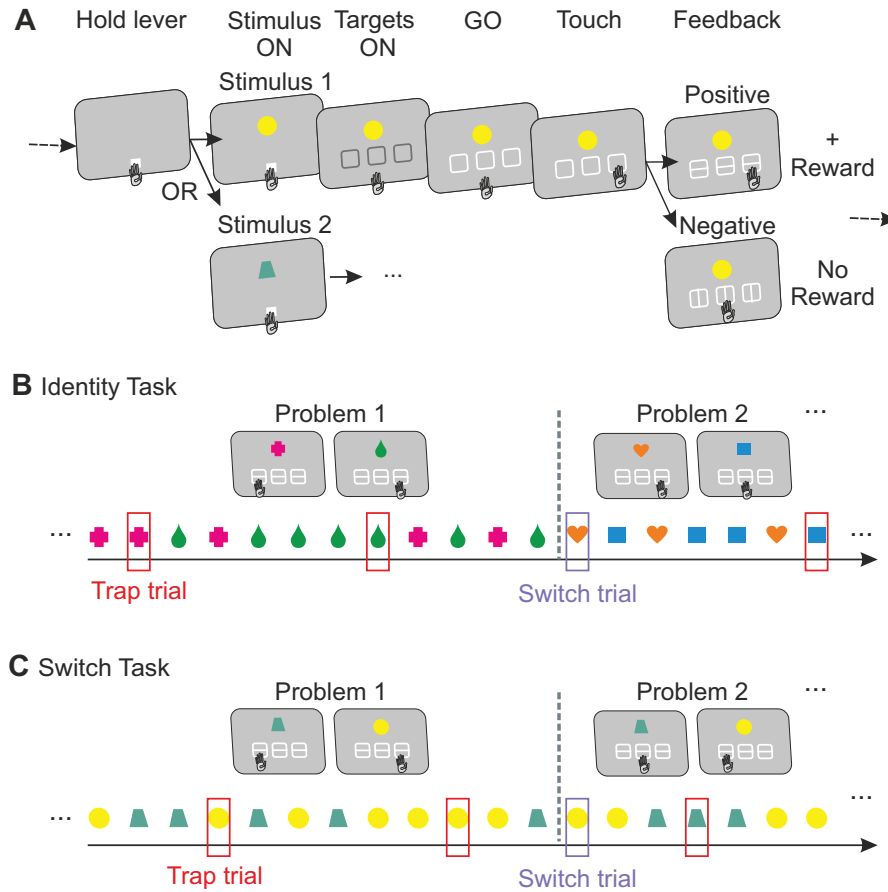 A
Hold lever
Stimulus ON
Targets ON
GO
Touch
Feedback
Stimulus 1
OR
Stimulus 2
...
Positive
+
Reward
Negative
No
Reward
B Identity Task
Problem 1
Problem 2
...
...
...
Trap trial
Switch trial
C Switch Task
Problem 1
Problem 2
...
...
...
Trap trial
Switch trial